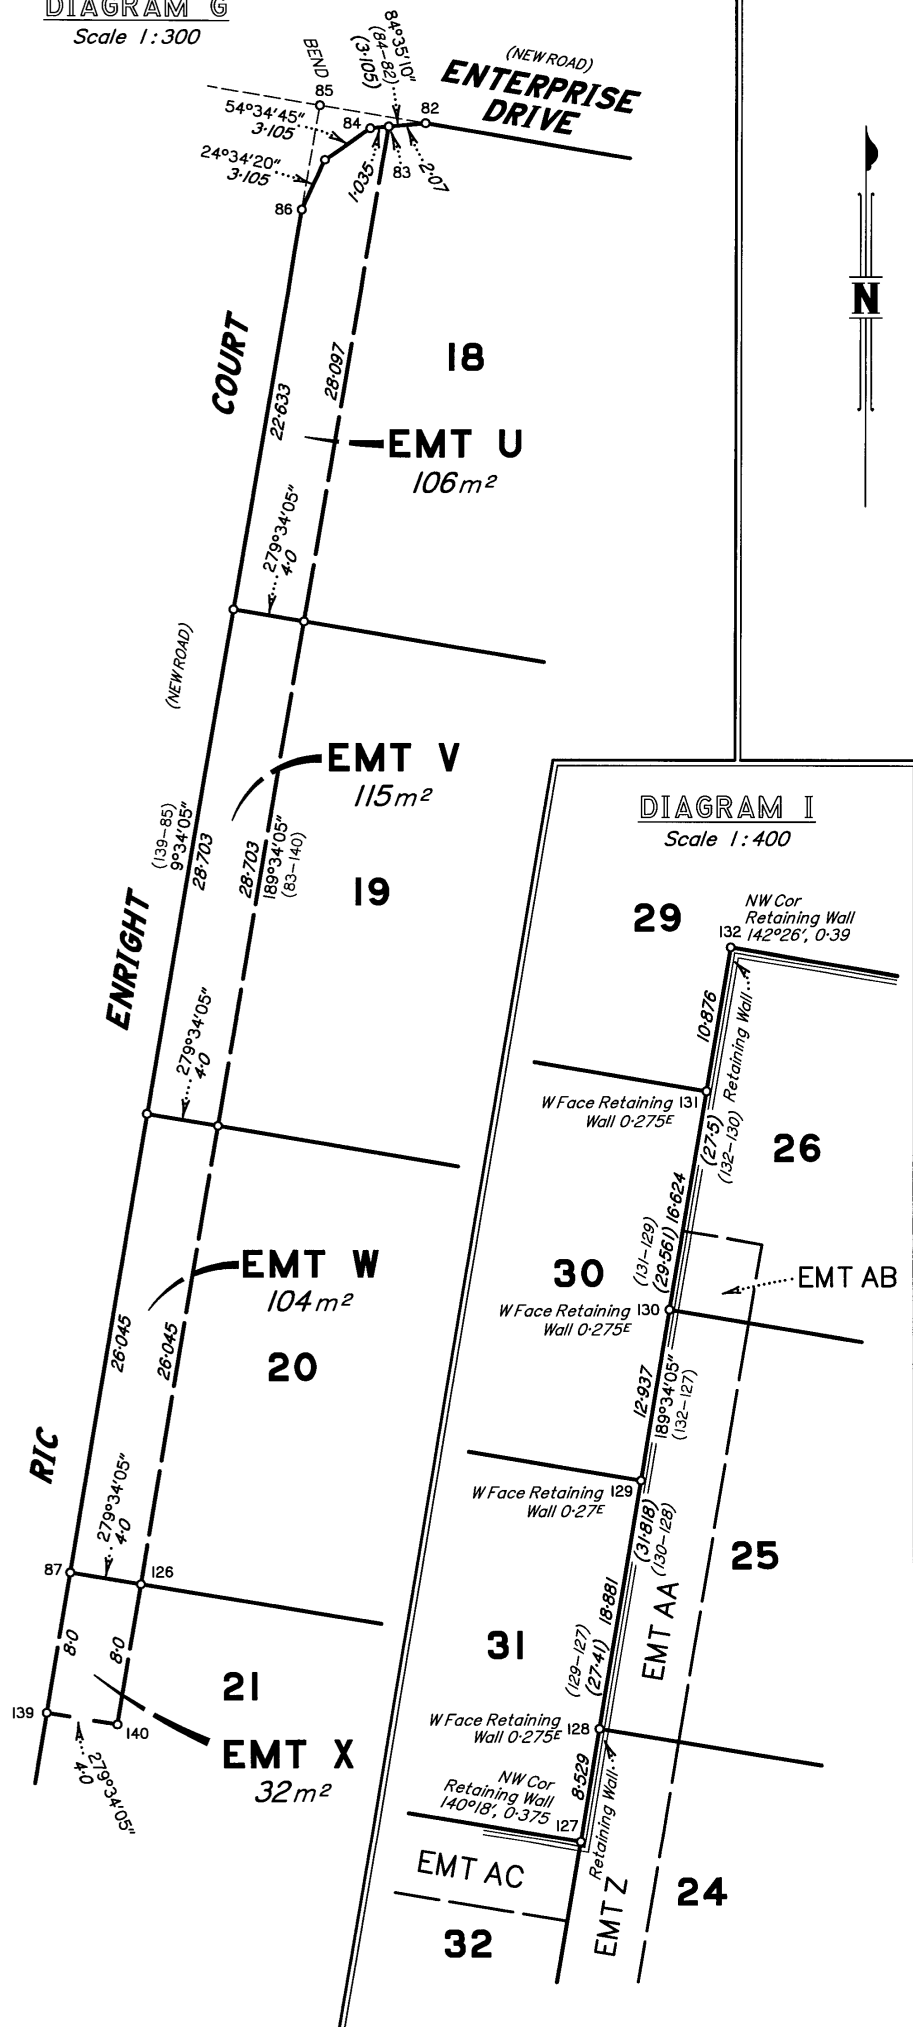 DIAGRAM G
Scale 1:300
84°35'10"
(84-82)
(3·105)
BEND
85
(NEW ROAD)
ENTERPRISE
DRIVE
54°34'45"
3·105
84
82
24°34'20"
3·105
1·035
83
2·07
86
N
COURT
22·633
28·097
18
EMT U
106m²
279°34'05"
4·0
(NEW ROAD)
EMT V
115m²
(139-85)
9°34'05"
28·703
28·703
189°34'05"
(83-140)
19
ENRIGHT
279°34'05"
4·0
EMT W
104m²
26·045
26·045
20
RIC
279°34'05"
4·0
87
126
8·0
8·0
21
139
140
279°34'05"
4·0
EMT X
32m²
DIAGRAM I
Scale 1:400
29
NW Cor
Retaining Wall
142°26', 0·39
132
10·876
Retaining Wall
W Face Retaining
Wall 0·275E
131
(27·5)
(132-130)
26
16·624
(131-129)
(29·561)
30
EMT AB
W Face Retaining
Wall 0·275E
130
12·937
189°34'05"
(132-127)
W Face Retaining
Wall 0·27E
129
(31·818)
(130-128)
25
18·881
EMT AA
31
(129-127)
(27·41)
W Face Retaining
Wall 0·275E
128
8·529
NW Cor
Retaining Wall
140°18', 0·375
127
Retaining Wall
EMT AC
EMT Z
24
32